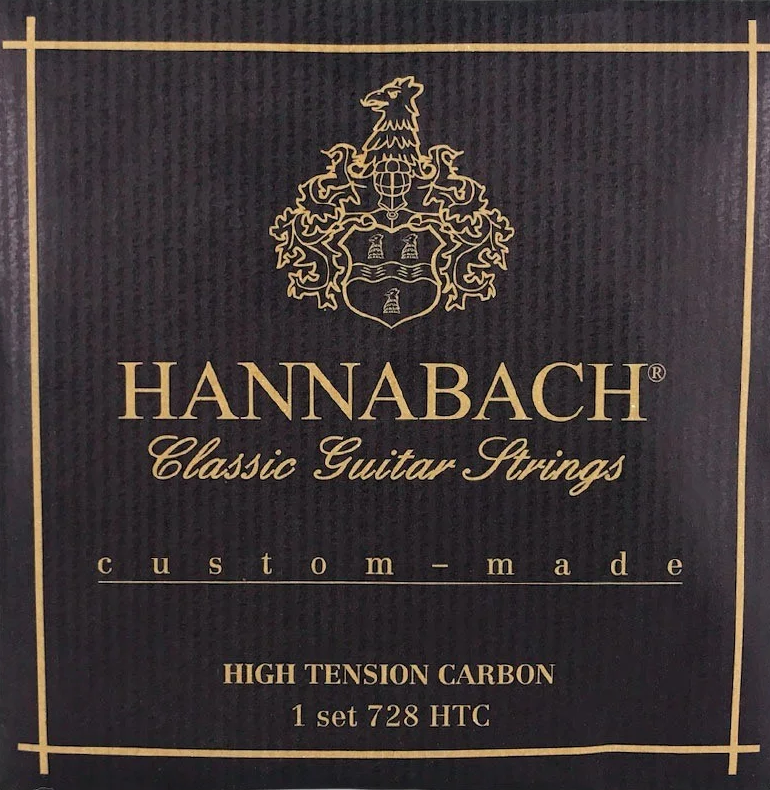 HANNABACH®
Classic Guitar Strings
custom-made
HIGH TENSION CARBON
1 set 728 HTC